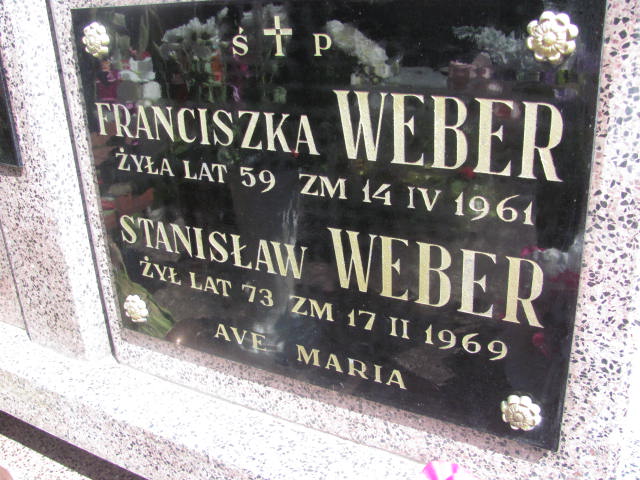 Ś † P
FRANCISZKA WEBER
ŻYŁA LAT 59 ZM 14 IV 1961
STANISŁAW WEBER
ŻYŁ LAT 73 ZM 17 II 1969
AVE MARIA